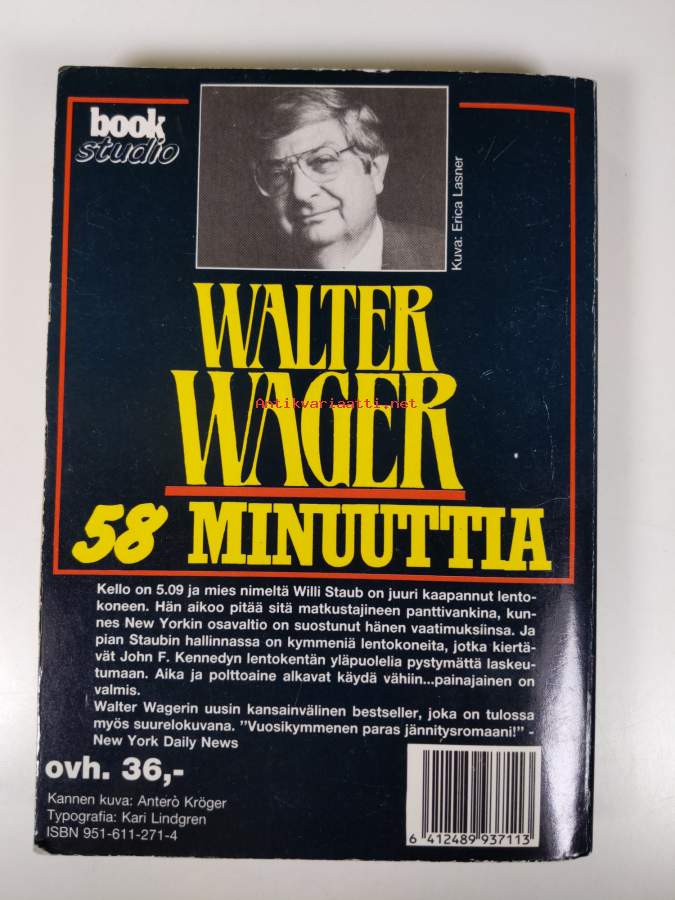 book
studio
Kuva: Erica Lasner
WALTER
WAGER
Antikvariaatti.net
58 MINUUTTIA
Kello on 5.09 ja mies nimeltä Willi Staub on juuri kaapannut lento-
koneen. Hän aikoo pitää sitä matkustajineen panttivankina, kun-
nes New Yorkin osavaltio on suostunut hänen vaatimuksiinsa. Ja
pian Staubin hallinnassa on kymmeniä lentokoneita, jotka kiertä-
vät John F. Kennedyn lentokentän yläpuolelia pystymättä laskeu-
tumaan. Aika ja polttoaine alkavat käydä vähiin...painajainen on
valmis.
Walter Wagerin uusin kansainvälinen bestseller, joka on tulossa
myös suurelokuvana. "Vuosikymmenen paras jännitysromaani!" -
New York Daily News
ovh. 36,-
Kannen kuva: Antero Kröger
Typografia: Kari Lindgren
ISBN 951-611-271-4
6 412489 937113